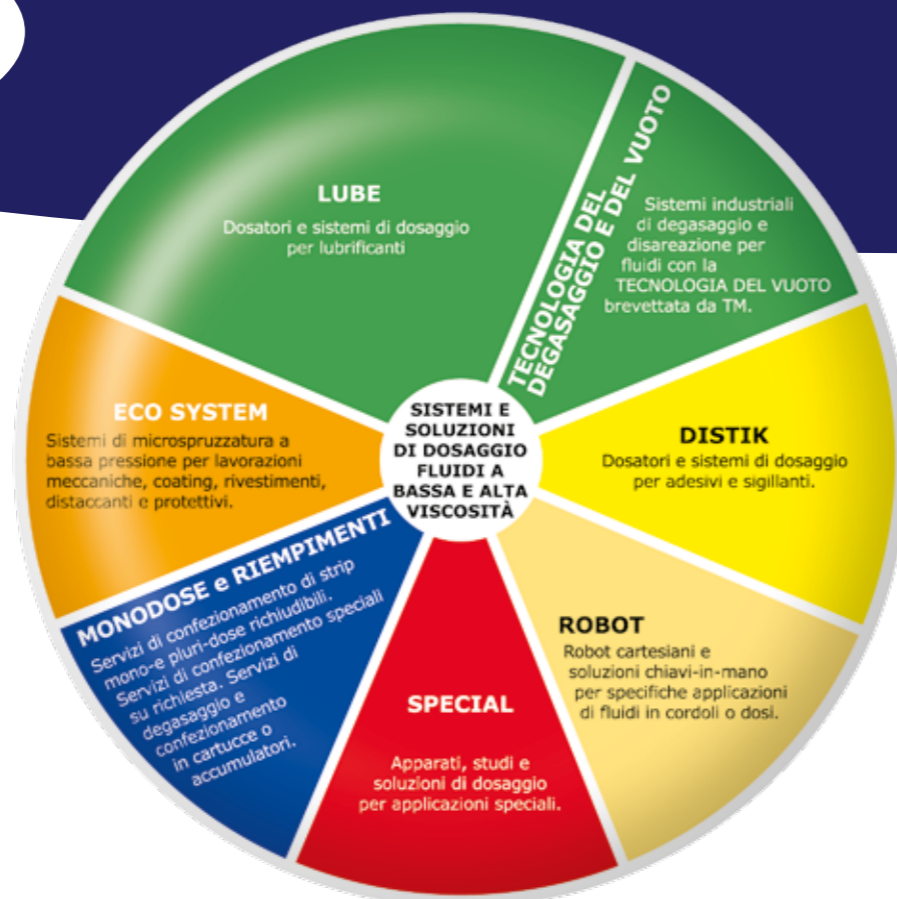 LUBE
Dosatori e sistemi di dosaggio
per lubrificanti
TECNOLOGIA DEL
DEGASAGGIO E DEL VUOTO
Sistemi industriali
di degasaggio e
disareazione per
fluidi con la
TECNOLOGIA DEL VUOTO
brevettata da TM.
ECO SYSTEM
Sistemi di microspruzzatura a
bassa pressione per lavorazioni
meccaniche, coating, rivestimenti,
distaccanti e protettivi.
SISTEMI E
SOLUZIONI
DI DOSAGGIO
FLUIDI A
BASSA E ALTA
VISCOSITÀ
DISTIK
Dosatori e sistemi di dosaggio
per adesivi e sigillanti.
MONODOSE e RIEMPIMENTI
Servizi di confezionamento di strip
mono-e pluri-dose richiudibili.
Servizi di confezionamento speciali
su richiesta. Servizi di
degasaggio e
confezionamento
in cartucce o
accumulatori.
SPECIAL
Apparati, studi e
soluzioni di dosaggio
per applicazioni speciali.
ROBOT
Robot cartesiani e
soluzioni chiavi-in-mano
per specifiche applicazioni
di fluidi in cordoli o dosi.